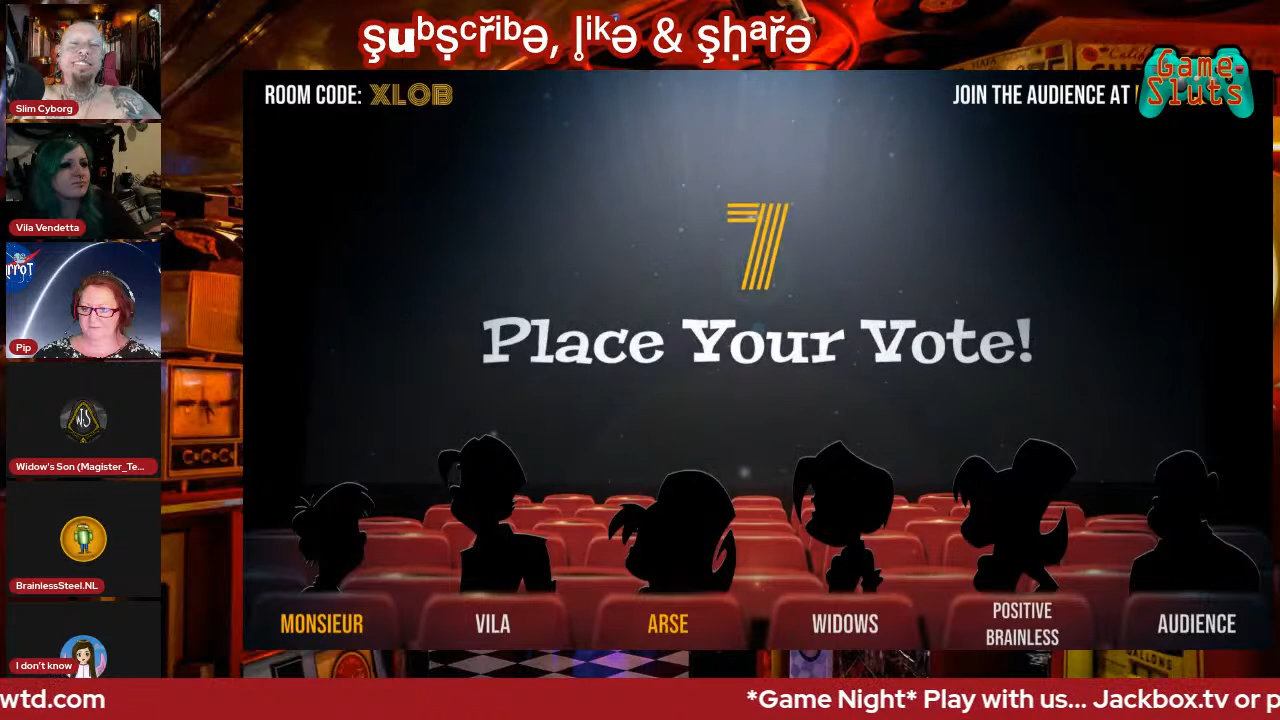 şuᵇşᶜřⁱᵇə, ļⁱᵏə & şḥᵃřə
ROOM CODE: XLOB
JOIN THE AUDIENCE AT
Game-
Sluts
Slim Cyborg
Vila Vendetta
Pip
Widow's Son (Magister_Te...
WS
BrainlessSteel.NL
I don't know
7
Place Your Vote!
MONSIEUR
VILA
ARSE
WIDOWS
POSITIVE
BRAINLESS
AUDIENCE
wtd.com
*Game Night* Play with us... Jackbox.tv or p